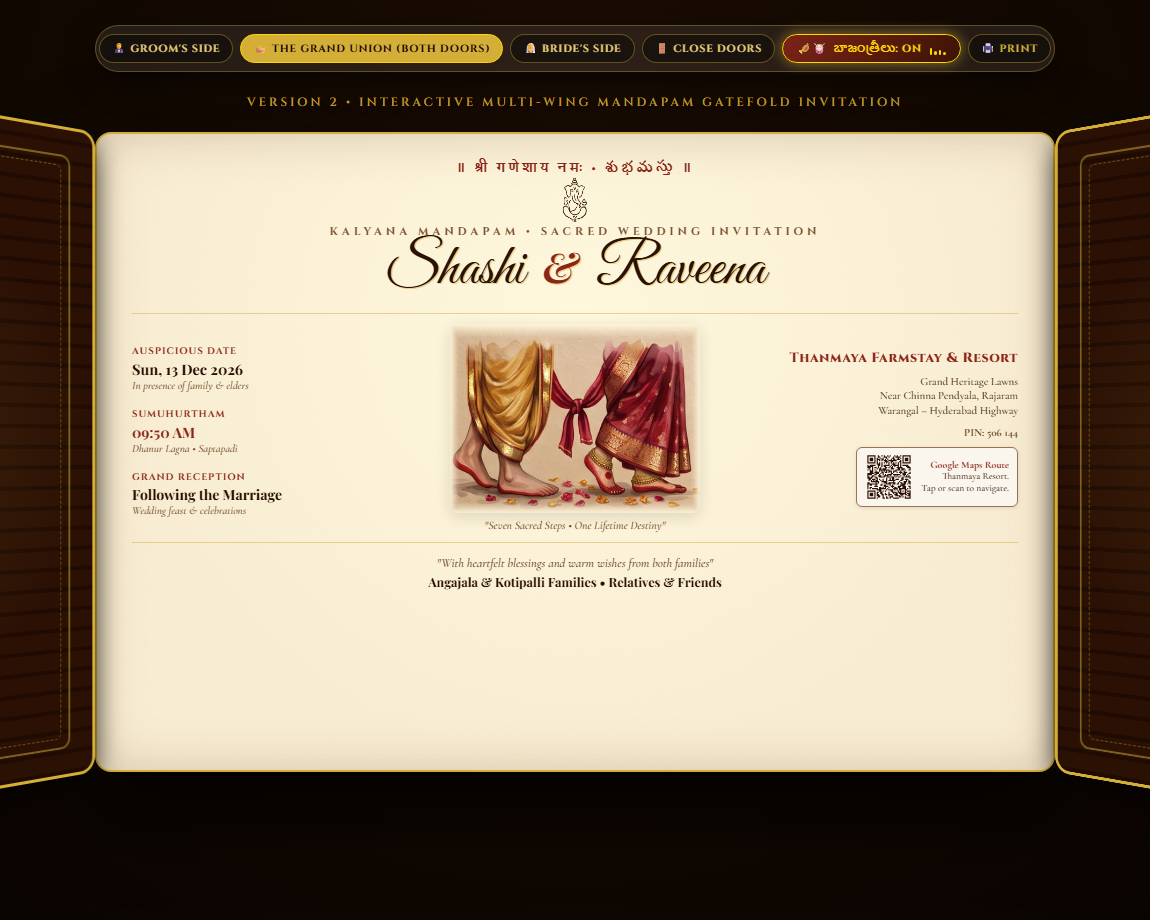 GROOM'S SIDE
THE GRAND UNION (BOTH DOORS)
BRIDE'S SIDE
CLOSE DOORS
బాజంత్రీలు: ON
PRINT
VERSION 2 • INTERACTIVE MULTI-WING MANDAPAM GATEFOLD INVITATION
॥ श्री गणेशाय नमः • శుభమస్తు ॥
KALYANA MANDAPAM • SACRED WEDDING INVITATION
Shashi & Raveena
AUSPICIOUS DATE
Sun, 13 Dec 2026
In presence of family & elders
SUMUHURTHAM
09:50 AM
Dhanur Lagna • Saptapadi
GRAND RECEPTION
Following the Marriage
Wedding feast & celebrations
"Seven Sacred Steps • One Lifetime Destiny"
THANMAYA FARMSTAY & RESORT
Grand Heritage Lawns
Near Chinna Pendyala, Rajaram
Warangal – Hyderabad Highway
PIN: 506 144
Google Maps Route
Thanmaya Resort.
Tap or scan to navigate.
"With heartfelt blessings and warm wishes from both families"
Angajala & Kotipalli Families • Relatives & Friends